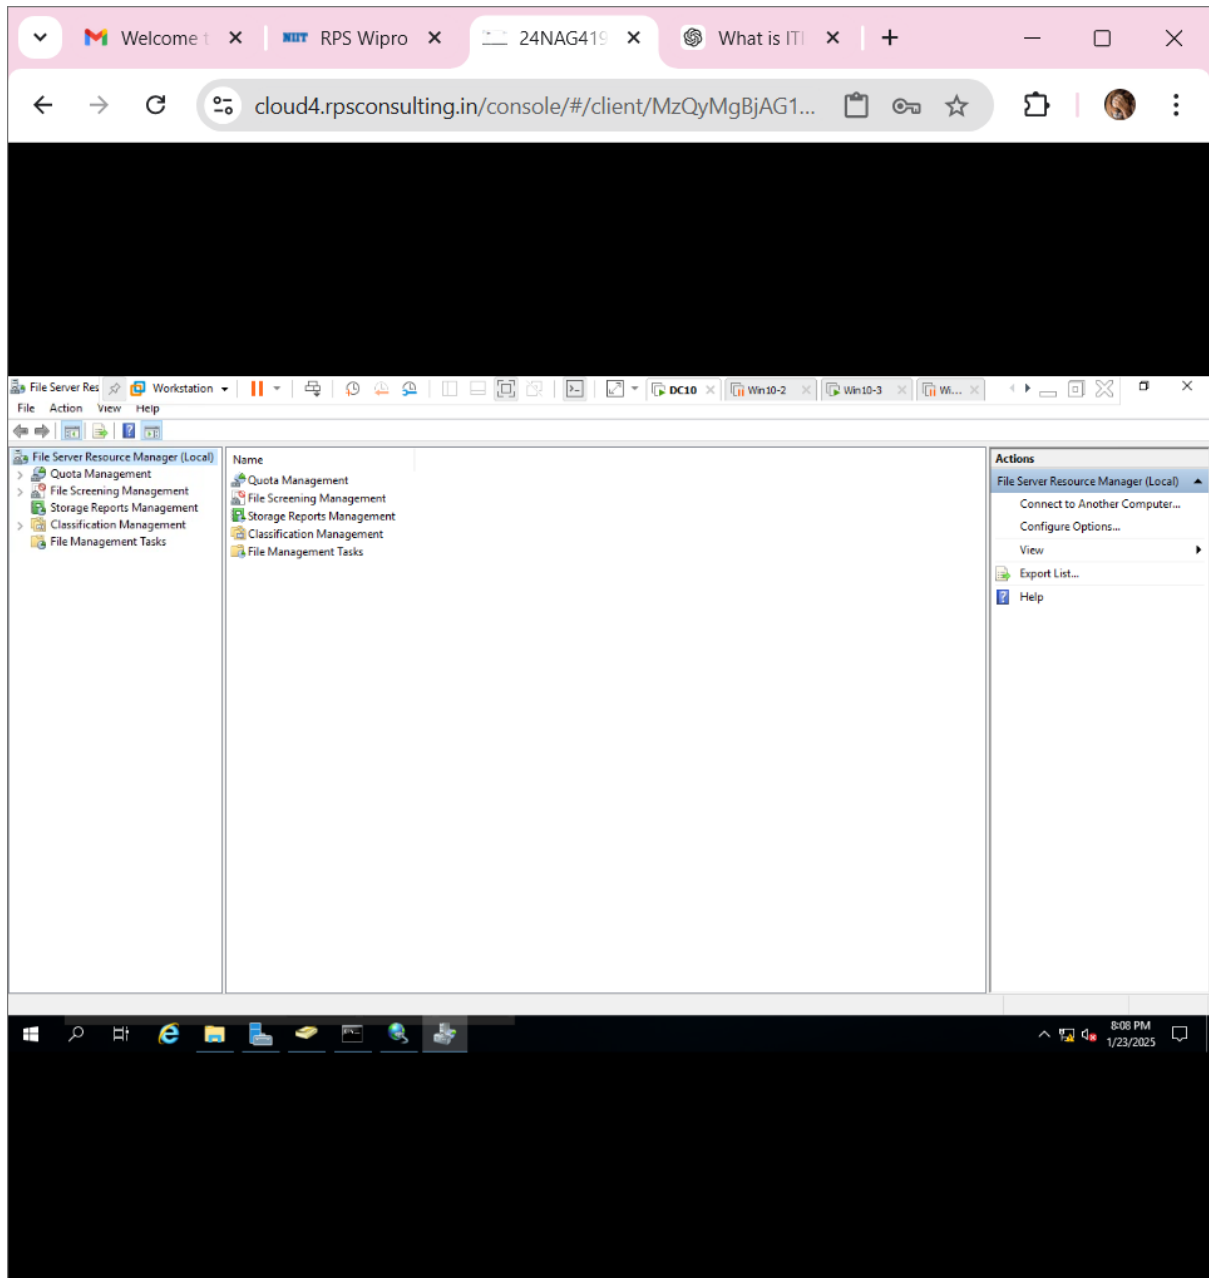 Welcome t
NIIT RPS Wipro
24NAG419
What is ITI
cloud4.rpsconsulting.in/console/#/client/MzQyMgBjAG1...
File Server Res
Workstation
DC10
Win10-2
Win10-3
Wi...
File Action View Help
File Server Resource Manager (Local)
Quota Management
File Screening Management
Storage Reports Management
Classification Management
File Management Tasks
Name
Quota Management
File Screening Management
Storage Reports Management
Classification Management
File Management Tasks
Actions
File Server Resource Manager (Local)
Connect to Another Computer...
Configure Options...
View
Export List...
Help
8:08 PM
1/23/2025